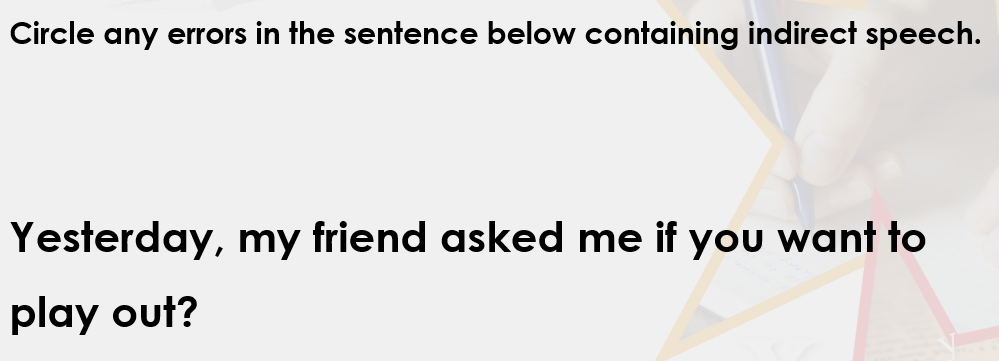 Circle any errors in the sentence below containing indirect speech.
Yesterday, my friend asked me if you want to
play out?